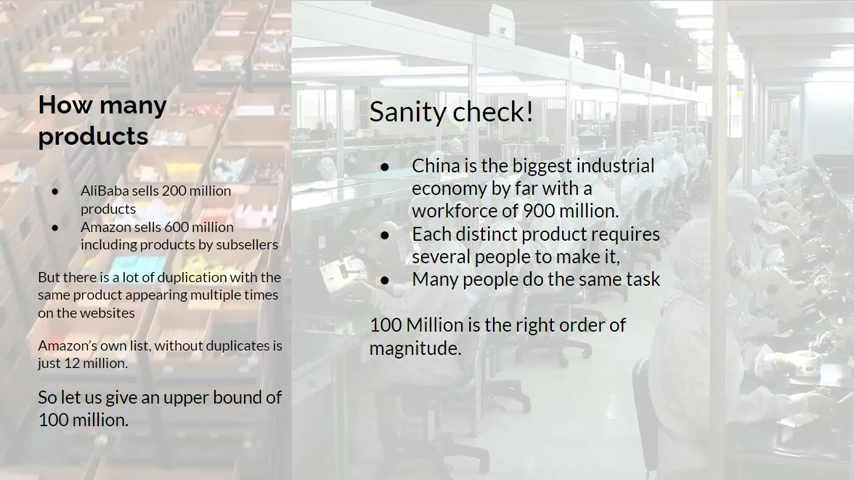 How many
products
● AliBaba sells 200 million
products
● Amazon sells 600 million
including products by subsellers
But there is a lot of duplication with the
same product appearing multiple times
on the websites
Amazon's own list, without duplicates is
just 12 million.
So let us give an upper bound of
100 million.
Sanity check!
● China is the biggest industrial
economy by far with a
workforce of 900 million.
● Each distinct product requires
several people to make it,
● Many people do the same task
100 Million is the right order of
magnitude.